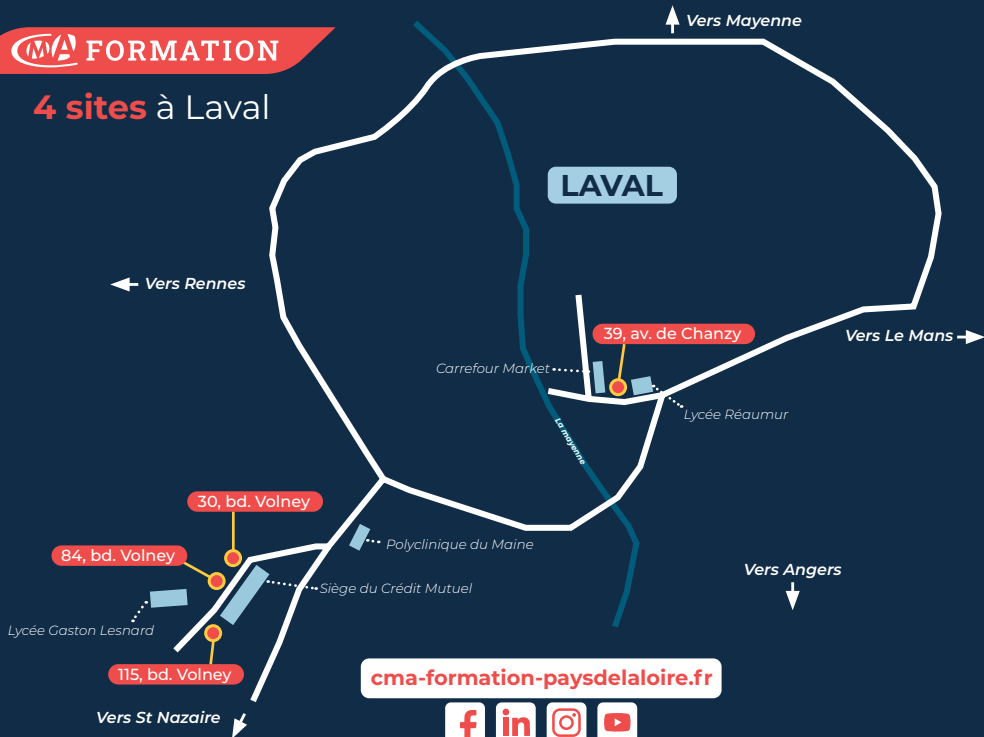 Vers Mayenne
CMA FORMATION
4 sites à Laval
LAVAL
Vers Rennes
39, av. de Chanzy
Vers Le Mans
Carrefour Market
Lycée Réaumur
La mayenne
30, bd. Volney
84, bd. Volney
Polyclinique du Maine
Vers Angers
Siège du Crédit Mutuel
Lycée Gaston Lesnard
115, bd. Volney
cma-formation-paysdelaloire.fr
Vers St Nazaire
f in